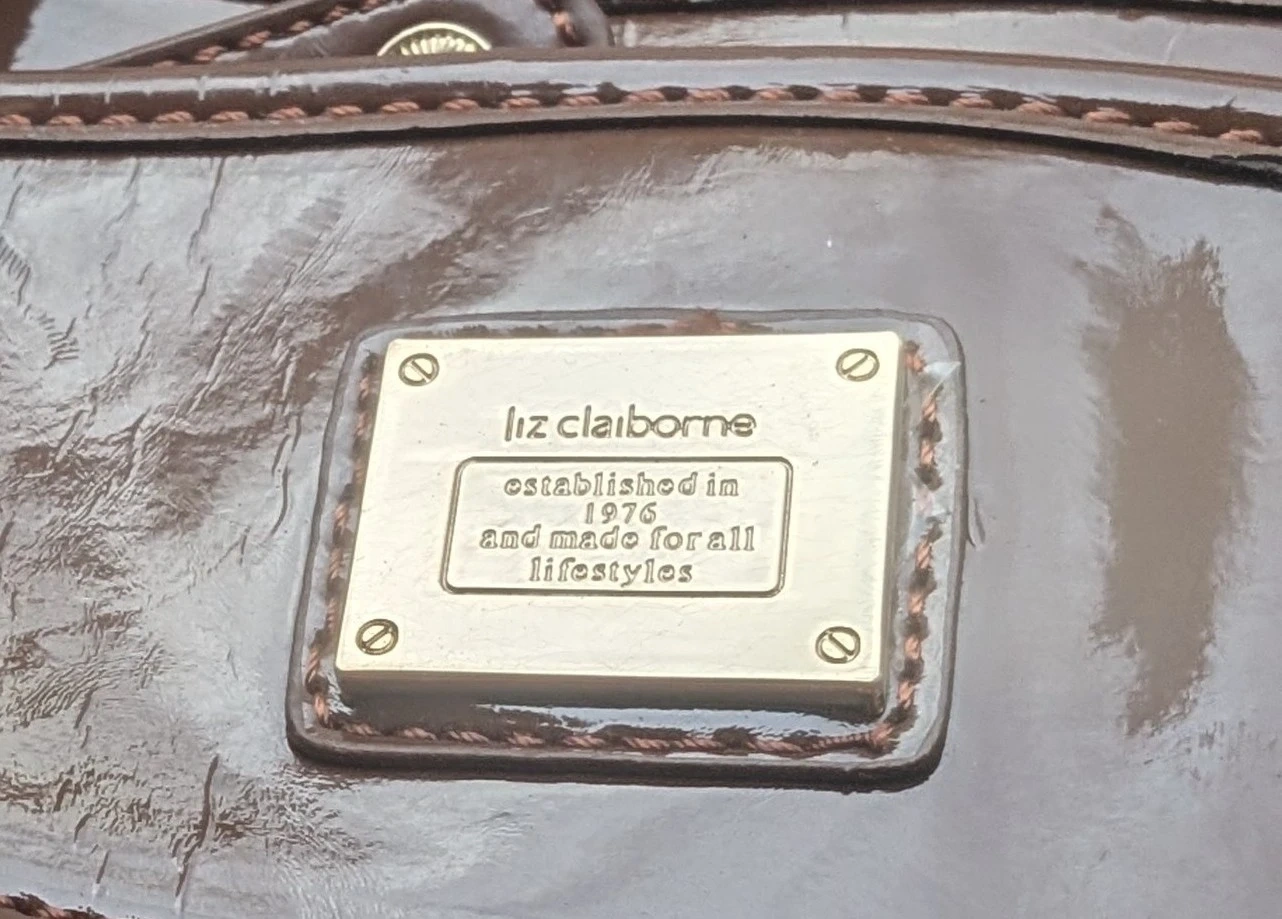 liz claiborne
established in
1976
and made for all
lifestyles